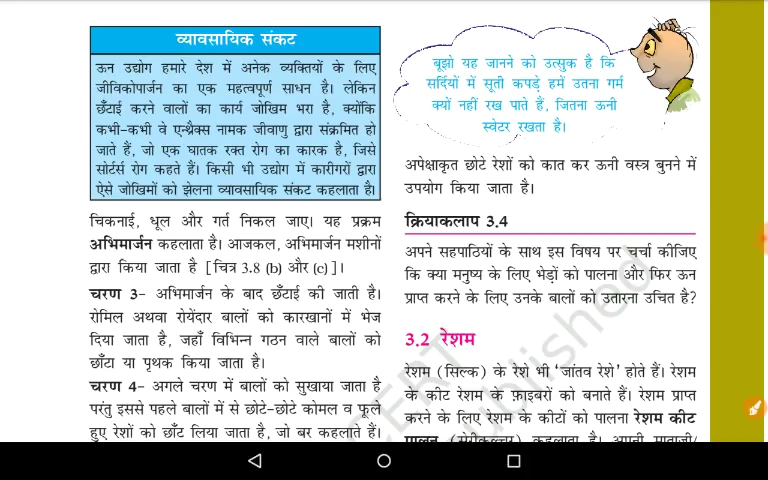 व्यावसायिक संकट
ऊन उद्योग हमारे देश में अनेक व्यक्तियों के लिए
जीविकोपार्जन का एक महत्वपूर्ण साधन है। लेकिन
छँटाई करने वालों का कार्य जोखिम भरा है, क्योंकि
कभी-कभी वे एन्थ्रैक्स नामक जीवाणु द्वारा संक्रमित हो
जाते हैं, जो एक घातक रक्त रोग का कारक है, जिसे
सोर्टर्स रोग कहते हैं। किसी भी उद्योग में कारीगरों द्वारा
ऐसे जोखिमों को झेलना व्यावसायिक संकट कहलाता है।
चिकनाई, धूल और गर्त निकल जाए। यह प्रक्रम
अभिमार्जन कहलाता है। आजकल, अभिमार्जन मशीनों
द्वारा किया जाता है [चित्र 3.8 (b) और (c)]।
चरण 3- अभिमार्जन के बाद छँटाई की जाती है।
रोमिल अथवा रोयेंदार बालों को कारखानों में भेज
दिया जाता है, जहाँ विभिन्न गठन वाले बालों को
छाँटा या पृथक किया जाता है।
चरण 4- अगले चरण में बालों को सुखाया जाता है
परंतु इससे पहले बालों में से छोटे-छोटे कोमल व फूले
हुए रेशों को छाँट लिया जाता है, जो बर कहलाते हैं।
बूझो यह जानने को उत्सुक है कि
सर्दियों में सूती कपड़े हमें उतना गर्म
क्यों नहीं रख पाते हैं, जितना ऊनी
स्वेटर रखता है।
अपेक्षाकृत छोटे रेशों को कात कर ऊनी वस्त्र बुनने में
उपयोग किया जाता है।
क्रियाकलाप 3.4
अपने सहपाठियों के साथ इस विषय पर चर्चा कीजिए
कि क्या मनुष्य के लिए भेड़ों को पालना और फिर ऊन
प्राप्त करने के लिए उनके बालों को उतारना उचित है?
3.2 रेशम
रेशम (सिल्क) के रेशे भी ‘जांतव रेशे’ होते हैं। रेशम
के कीट रेशम के फ़ाइबरों को बनाते हैं। रेशम प्राप्त
करने के लिए रेशम के कीटों को पालना रेशम कीट
पालन (सेरीकल्चर) कहलाता है। अपनी माताजी/